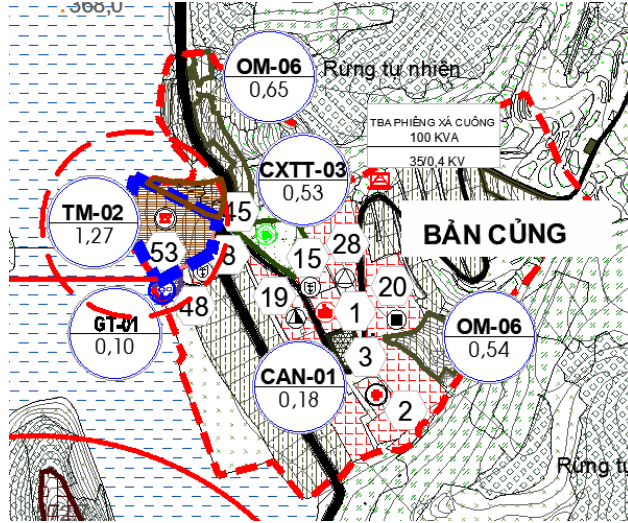 368,0
OM-06
0,65
Rừng tự nhiên
TBA PHIÊNG XÁ CUÔNG
100 KVA
35/0,4 KV
CXTT-03
0,53
TM-02
1,27
45
53
8
15
28
BẢN CỦNG
20
19
48
1
GT-01
0,10
OM-06
0,54
3
CAN-01
0,18
2
Rừng tự